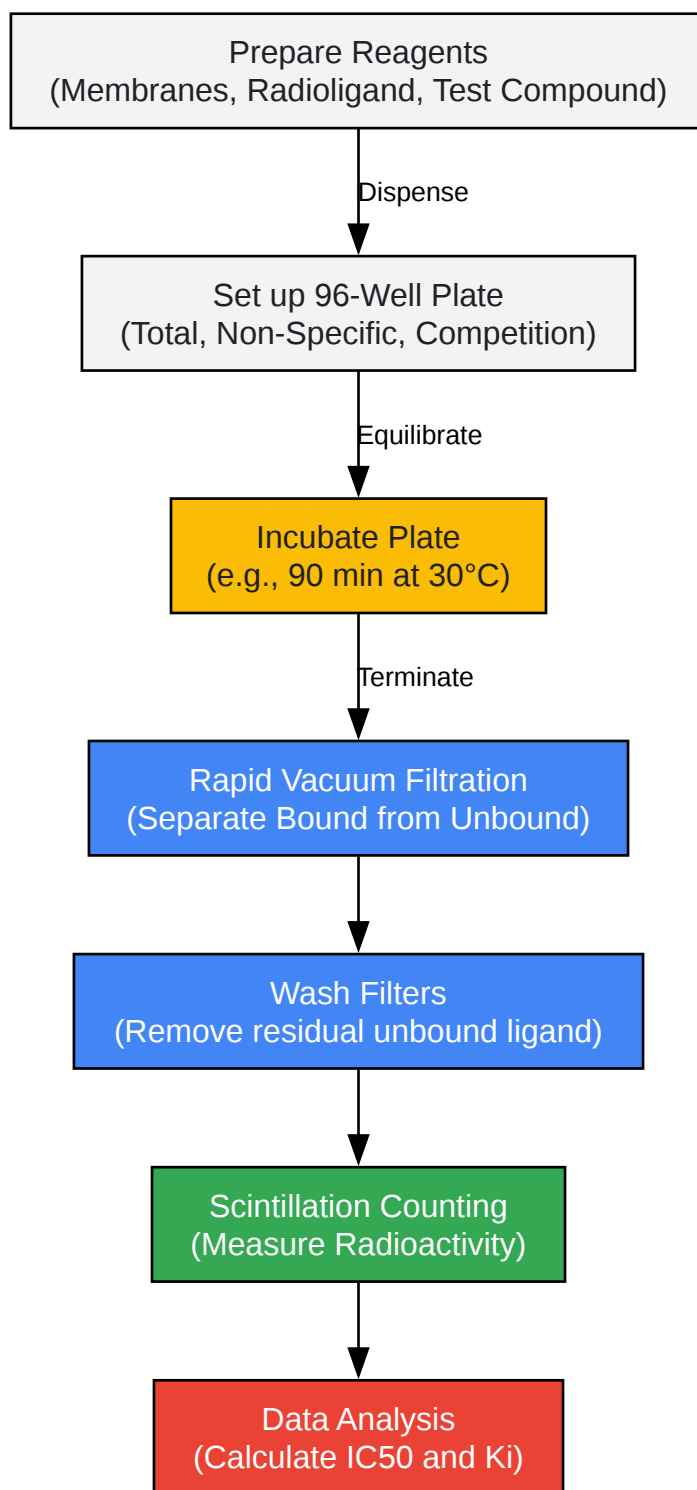 Prepare Reagents
(Membranes, Radioligand, Test Compound)
Dispense
Set up 96-Well Plate
(Total, Non-Specific, Competition)
Equilibrate
Incubate Plate
(e.g., 90 min at 30°C)
Terminate
Rapid Vacuum Filtration
(Separate Bound from Unbound)
Wash Filters
(Remove residual unbound ligand)
Scintillation Counting
(Measure Radioactivity)
Data Analysis
(Calculate IC50 and Ki)